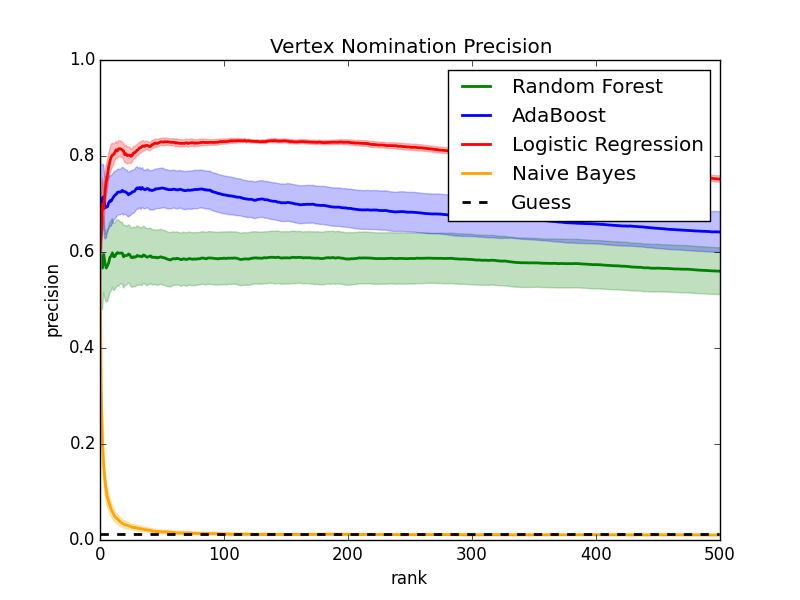 Vertex Nomination Precision
1.0
0.8
0.6
0.4
0.2
0.0
precision
Random Forest
AdaBoost
Logistic Regression
Naive Bayes
Guess
0 100 200 300 400 500
rank